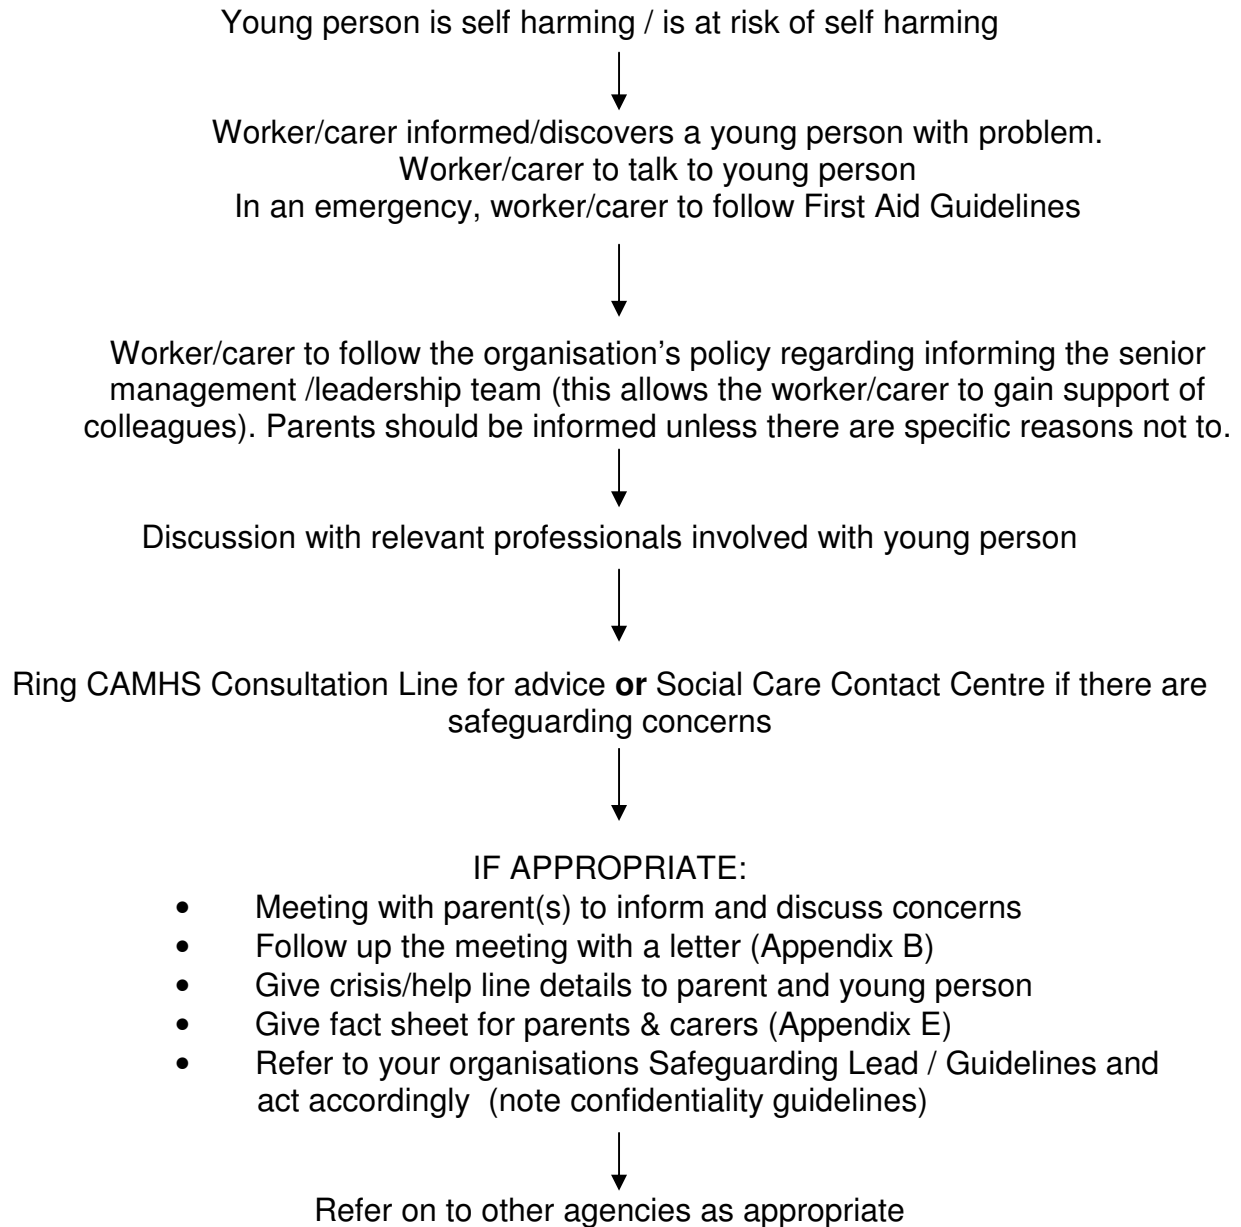 Young person is self harming / is at risk of self harming
Worker/carer informed/discovers a young person with problem.
Worker/carer to talk to young person
In an emergency, worker/carer to follow First Aid Guidelines
Worker/carer to follow the organisation’s policy regarding informing the senior
management /leadership team (this allows the worker/carer to gain support of
colleagues). Parents should be informed unless there are specific reasons not to.
Discussion with relevant professionals involved with young person
Ring CAMHS Consultation Line for advice or Social Care Contact Centre if there are
safeguarding concerns
IF APPROPRIATE:
• Meeting with parent(s) to inform and discuss concerns
• Follow up the meeting with a letter (Appendix B)
• Give crisis/help line details to parent and young person
• Give fact sheet for parents & carers (Appendix E)
• Refer to your organisations Safeguarding Lead / Guidelines and
act accordingly (note confidentiality guidelines)
Refer on to other agencies as appropriate